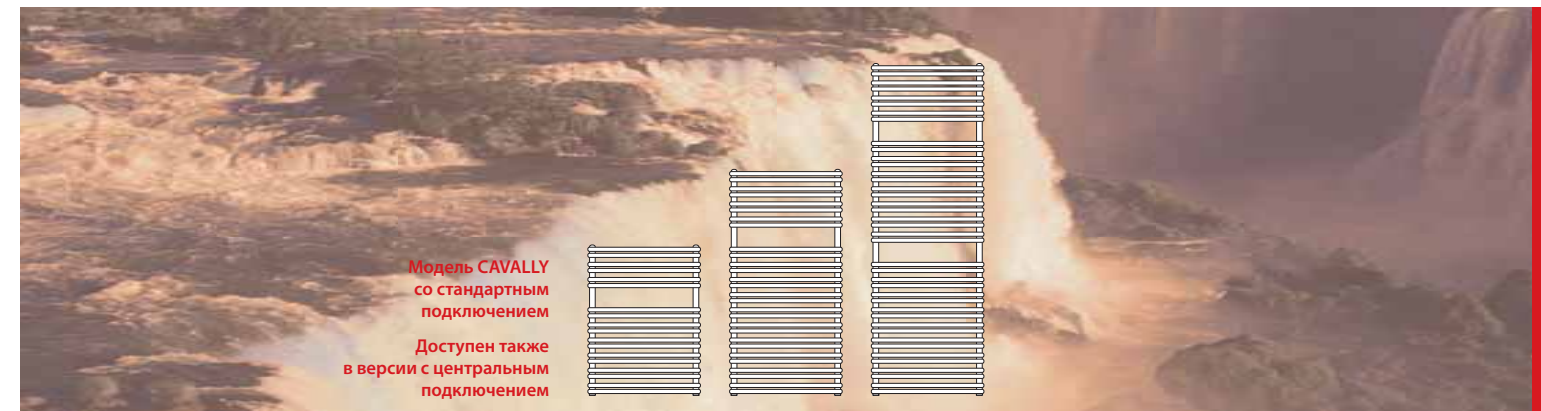 Модель CAVALLY
со стандартным
подключением
Доступен также
в версии с центральным
подключением